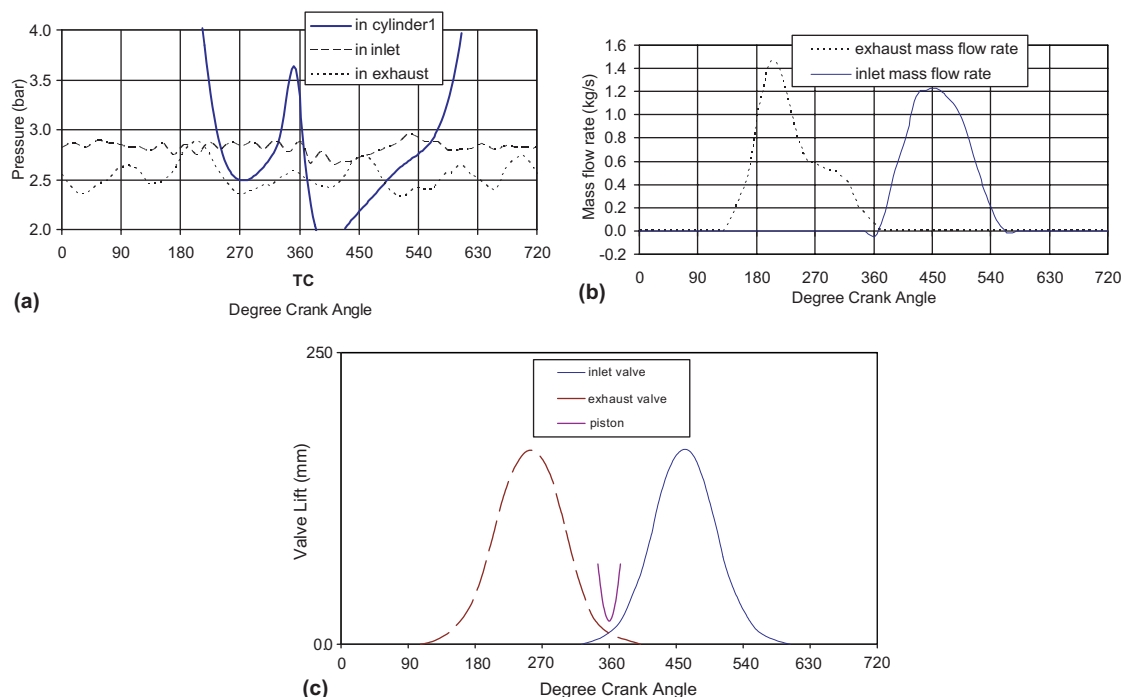 in cylinder1
in inlet
in exhaust
Pressure (bar)
4.0
3.5
3.0
2.5
2.0
0 90 180 270 360 450 540 630 720
TC
(a)
Degree Crank Angle
exhaust mass flow rate
inlet mass flow rate
Mass flow rate (kg/s)
1.6
1.4
1.2
1.0
0.8
0.6
0.4
0.2
0.0
-0.2
0 90 180 270 360 450 540 630 720
(b)
Degree Crank Angle
inlet valve
exhaust valve
piston
Valve Lift (mm)
250
0.0
0 90 180 270 360 450 540 630 720
(c)
Degree Crank Angle